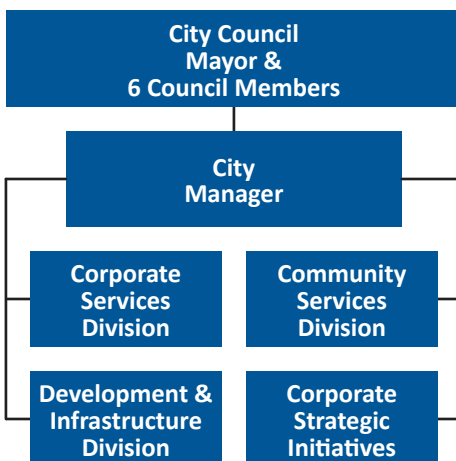 City Council
Mayor &
6 Council Members
City
Manager
Corporate
Services
Division
Community
Services
Division
Development &
Infrastructure
Division
Corporate
Strategic
Initiatives